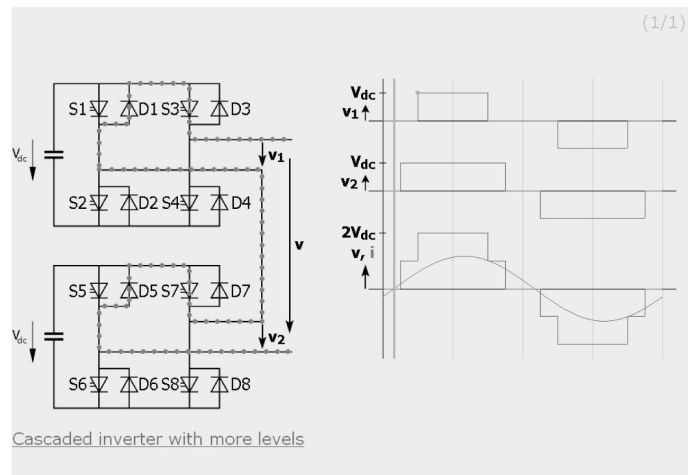 (1/1)
S1 D1 S3 D3
Vdc
v1
S2 D2 S4 D4
v
S5 D5 S7 D7
Vdc
v2
S6 D6 S8 D8
Vdc
v1
Vdc
v2
2Vdc
v, i
Cascaded inverter with more levels